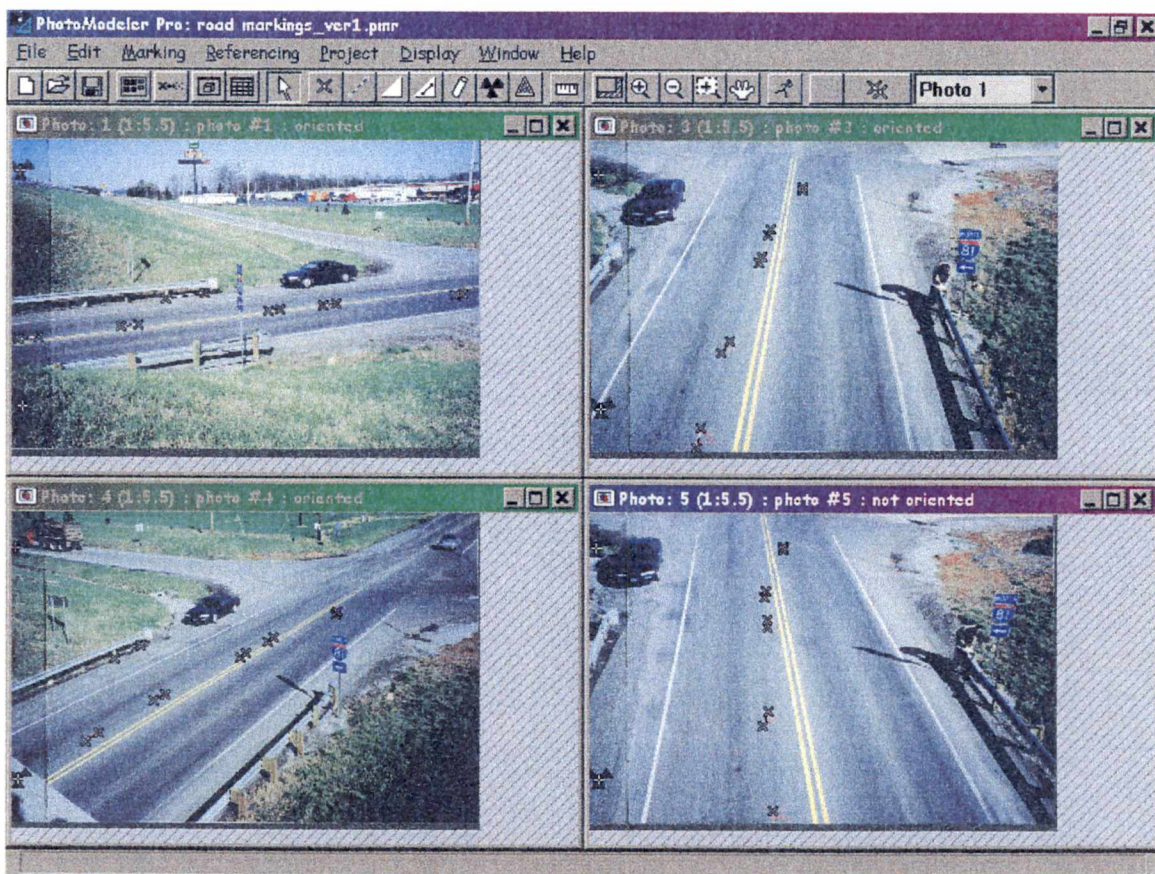 PhotoModeler Pro: road markings_ver1.pmr
File Edit Marking Referencing Project Display Window Help
Photo 1
Photo: 1 (1:5.5) : photo #1 : oriented
Photo: 3 (1:5.5) : photo #3 : oriented
81
Photo: 4 (1:5.5) : photo #4 : oriented
Photo: 5 (1:5.5) : photo #5 : not oriented
81